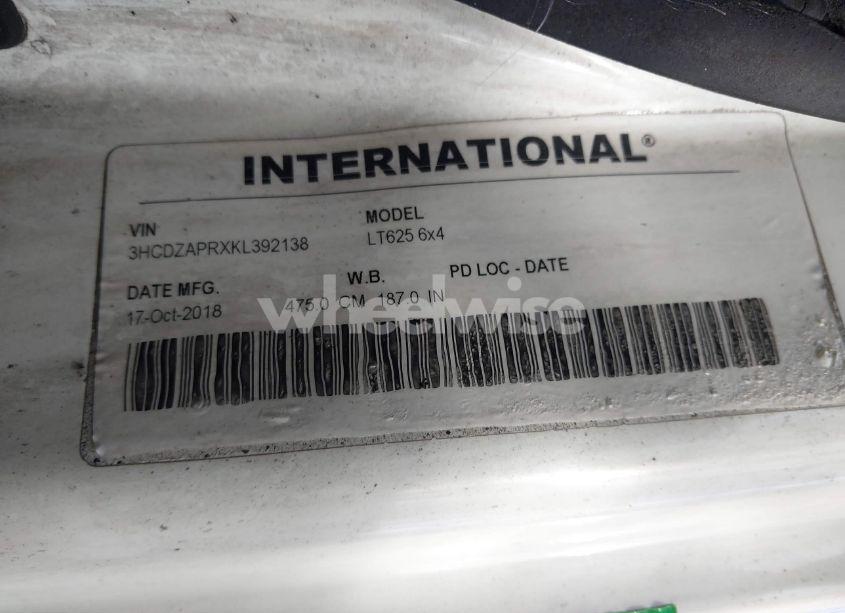 INTERNATIONAL®
VIN
3HCDZAPRXKL392138
MODEL
LT625 6x4
DATE MFG.
17-Oct-2018
W.B.
475.0 CM 187.0 IN
PD LOC - DATE
wheelwise